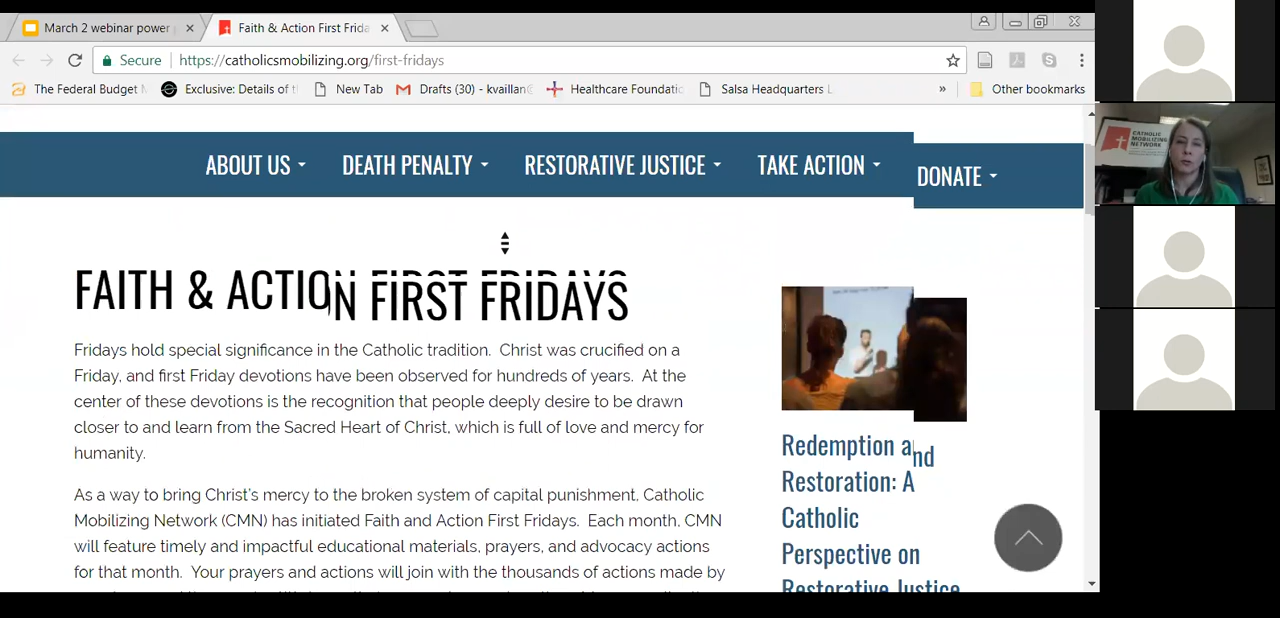 March 2 webinar power
Faith & Action First Frida
Secure
https://catholicsmobilizing.org/first-fridays
The Federal Budget
Exclusive: Details of t
New Tab
Drafts (30) - kvaillan
Healthcare Foundatio
Salsa Headquarters
»
Other bookmarks
ABOUT US
DEATH PENALTY
RESTORATIVE JUSTICE
TAKE ACTION
DONATE
CATHOLIC
MOBILIZING
NETWORK
FAITH & ACTION FIRST FRIDAYS
Fridays hold special significance in the Catholic tradition. Christ was crucified on a
Friday, and first Friday devotions have been observed for hundreds of years. At the
center of these devotions is the recognition that people deeply desire to be drawn
closer to and learn from the Sacred Heart of Christ, which is full of love and mercy for
humanity.
As a way to bring Christ's mercy to the broken system of capital punishment, Catholic
Mobilizing Network (CMN) has initiated Faith and Action First Fridays. Each month, CMN
will feature timely and impactful educational materials, prayers, and advocacy actions
for that month. Your prayers and actions will join with the thousands of actions made by
Redemption and
Restoration: A
Catholic
Perspective on
Restorative Justice